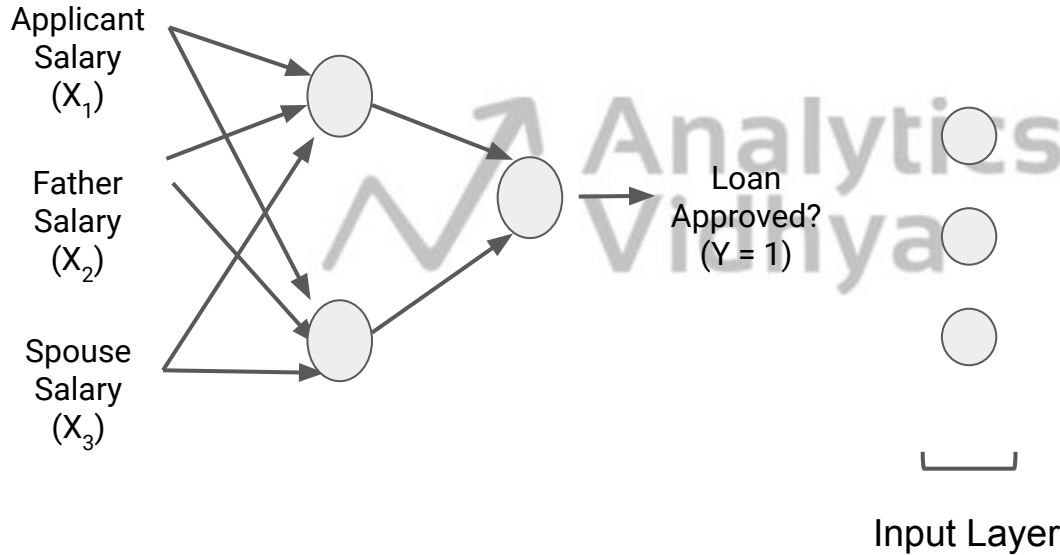 Applicant
Salary
(X₁)
Father
Salary
(X₂)
Spouse
Salary
(X₃)
Analytics
Vidhya
Loan
Approved?
(Y = 1)
Input Layer